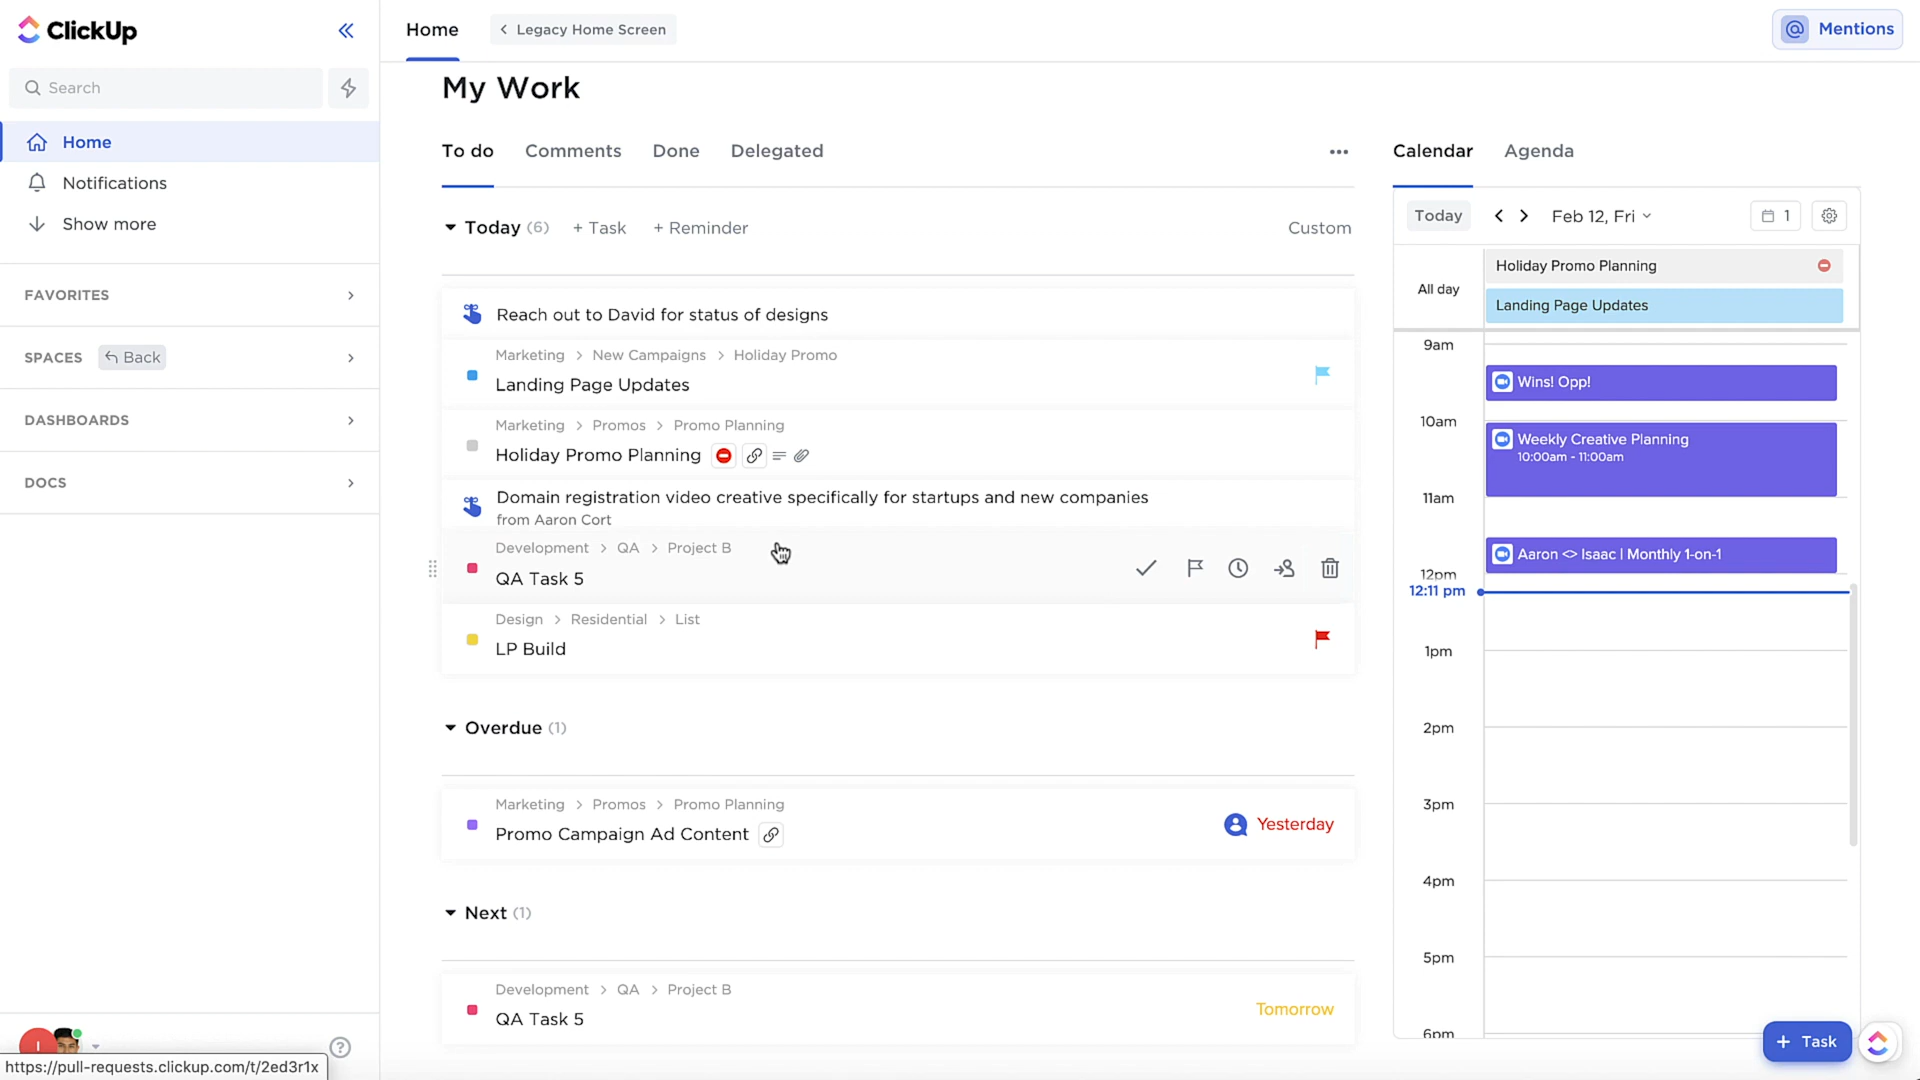 ClickUp
Home
Legacy Home Screen
Mentions
Search
Home
Notifications
Show more
FAVORITES
SPACES
Back
DASHBOARDS
DOCS
I
https://pull-requests.clickup.com/t/2ed3r1x
My Work
To do
Comments
Done
Delegated
Today (6)
+ Task
+ Reminder
Custom
Reach out to David for status of designs
Marketing > New Campaigns > Holiday Promo
Landing Page Updates
Marketing > Promos > Promo Planning
Holiday Promo Planning
Domain registration video creative specifically for startups and new companies
from Aaron Cort
Development > QA > Project B
QA Task 5
Design > Residential > List
LP Build
Overdue (1)
Marketing > Promos > Promo Planning
Promo Campaign Ad Content
Yesterday
Next (1)
Development > QA > Project B
QA Task 5
Tomorrow
Calendar
Agenda
Today
Feb 12, Fri
1
All day
Holiday Promo Planning
Landing Page Updates
9am
Wins! Opp!
10am
Weekly Creative Planning
10:00am - 11:00am
11am
Aaron <> Isaac | Monthly 1-on-1
12pm
12:11 pm
1pm
2pm
3pm
4pm
5pm
6pm
+ Task